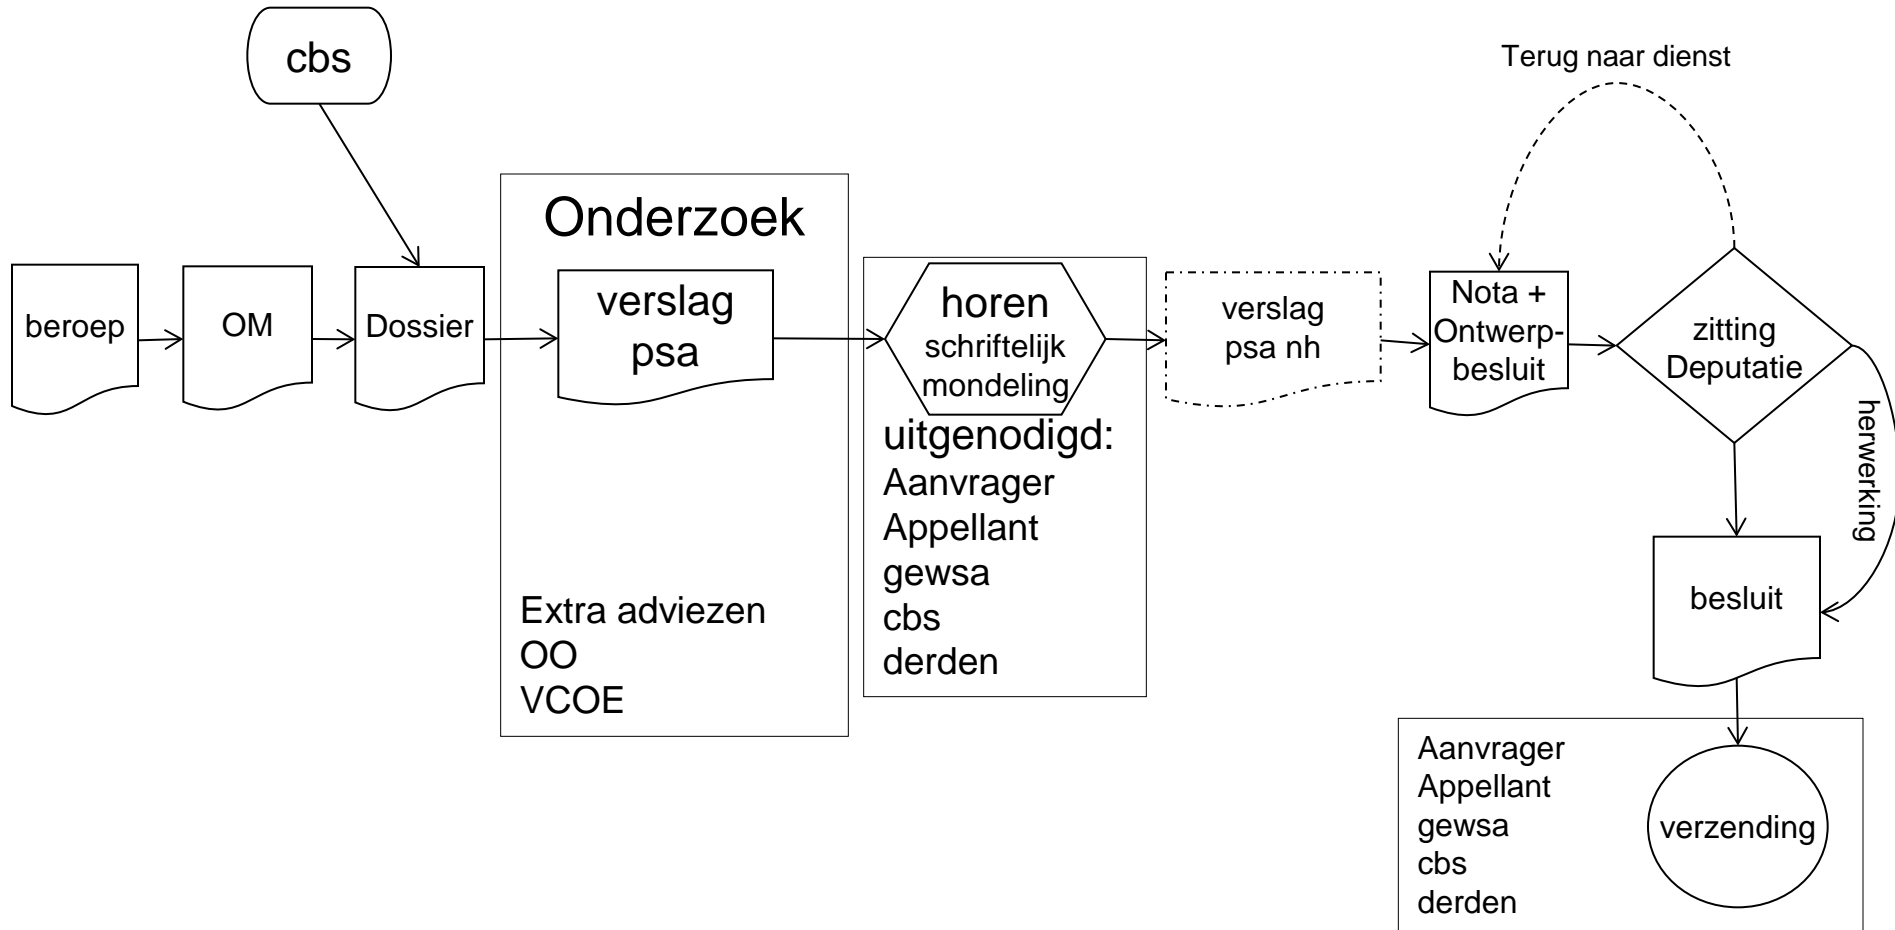 cbs
Terug naar dienst
Onderzoek
beroep
OM
Dossier
verslag
psa
horen
schriftelijk
mondeling
uitgenodigd:
Aanvrager
Appellant
gewsa
cbs
derden
Extra adviezen
OO
VCOE
verslag
psa nh
Nota +
Ontwerp-
besluit
zitting
Deputatie
herwerking
besluit
Aanvrager
Appellant
gewsa
cbs
derden
verzending